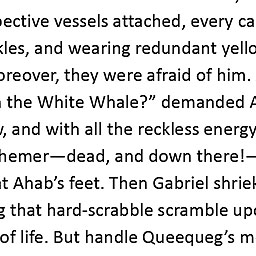 pective vessels attached, every ca
kles, and wearing redundant yello
oreover, they were afraid of him.
the White Whale?” demanded A
, and with all the reckless energy
hemer—dead, and down there!—
at Ahab’s feet. Then Gabriel shriek
g that hard-scrabble scramble upo
of life. But handle Queequeg’s m